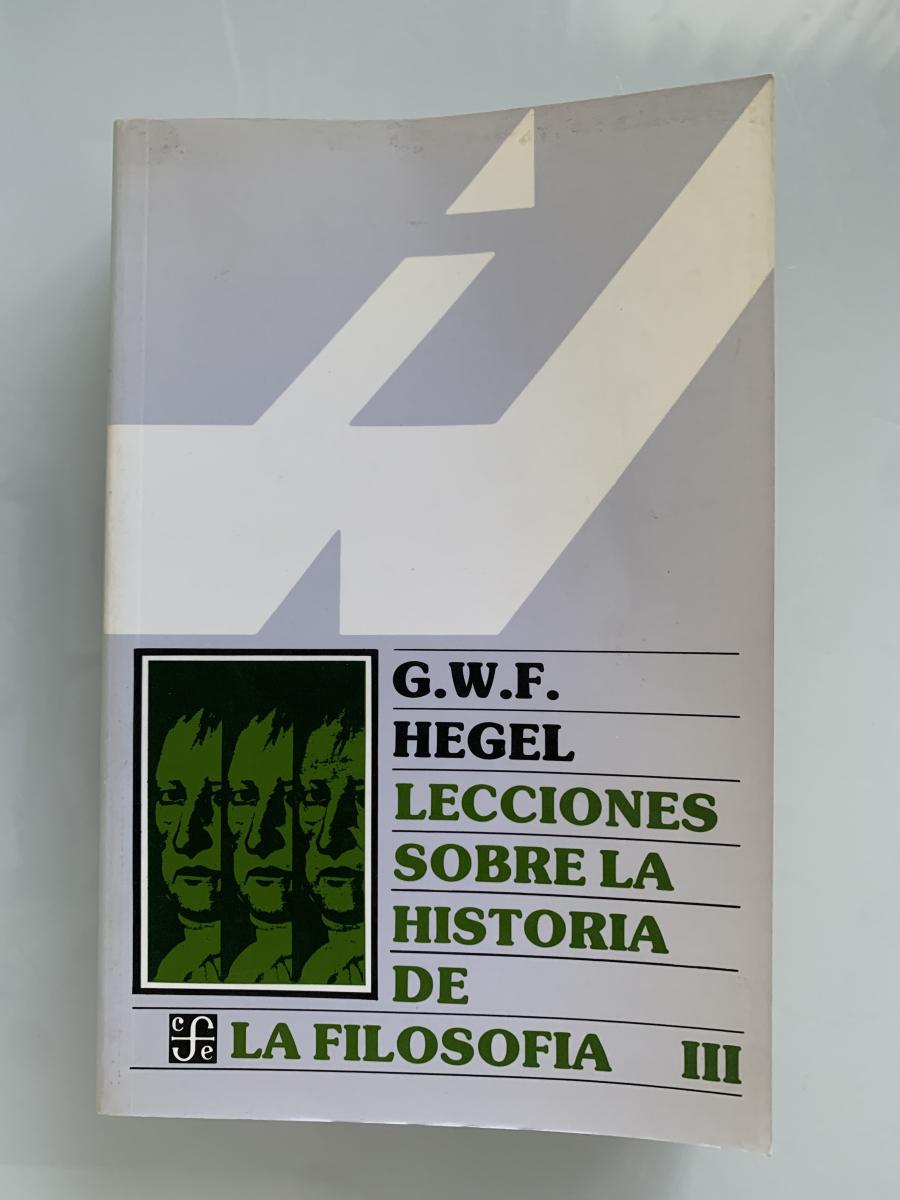 G.W.F.
HEGEL
LECCIONES
SOBRE LA
HISTORIA
DE
cfe LA FILOSOFIA III